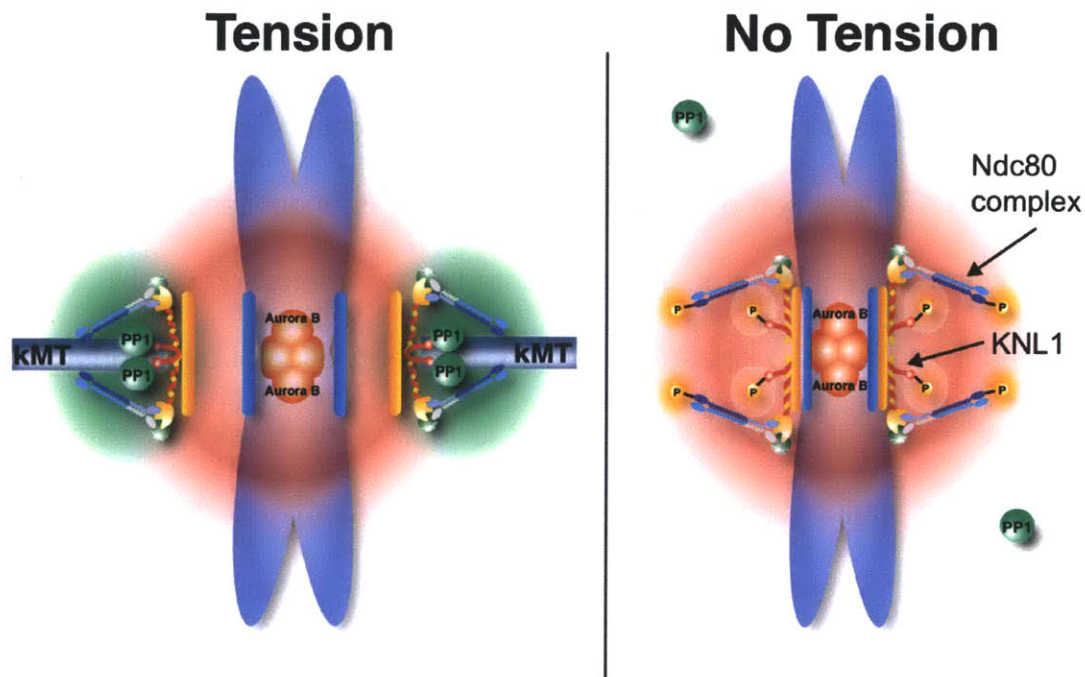 Tension
No Tension
PP1
Ndc80
complex
Aurora B
Aurora B
P
P
P
P
kMT
PP1
PP1
kMT
PP1
PP1
KNL1
Aurora B
Aurora B
P
P
P
P
PP1